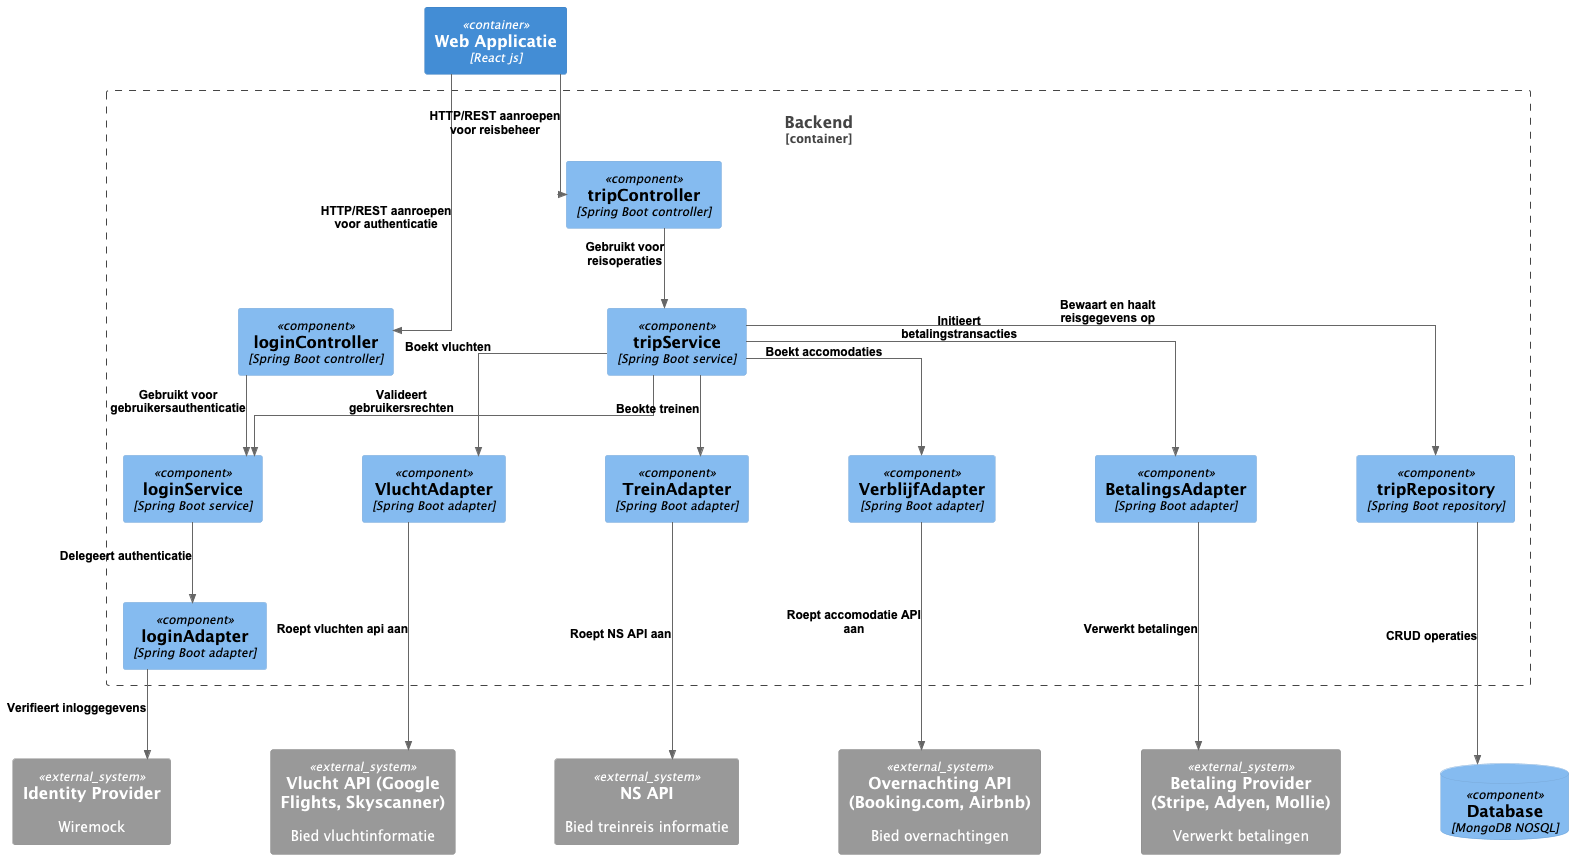 «container»
Web Applicatie
[React js]
HTTP/REST aanroepen
voor reisbeheer
Backend
[container]
«component»
tripController
[Spring Boot controller]
HTTP/REST aanroepen
voor authenticatie
Gebruikt voor
reisoperaties
«component»
loginController
[Spring Boot controller]
«component»
tripService
[Spring Boot service]
Boekt vluchten
Initieert
betalingstransacties
Bewaart en haalt
reisgegevens op
Boekt accomodaties
Gebruikt voor
gebruikersauthenticatie
Valideert
gebruikersrechten
Beokte treinen
«component»
loginService
[Spring Boot service]
«component»
VluchtAdapter
[Spring Boot adapter]
«component»
TreinAdapter
[Spring Boot adapter]
«component»
VerblijfAdapter
[Spring Boot adapter]
«component»
BetalingsAdapter
[Spring Boot adapter]
«component»
tripRepository
[Spring Boot repository]
Delegeert authenticatie
«component»
loginAdapter
[Spring Boot adapter]
Roept vluchten api aan
Roept NS API aan
Roept accomodatie API
aan
Verwerkt betalingen
CRUD operaties
Verifieert inloggegevens
«external_system»
Identity Provider
Wiremock
«external_system»
Vlucht API (Google
Flights, Skyscanner)
Bied vluchtinformatie
«external_system»
NS API
Bied treinreis informatie
«external_system»
Overnachting API
(Booking.com, Airbnb)
Bied overnachtingen
«external_system»
Betaling Provider
(Stripe, Adyen, Mollie)
Verwerkt betalingen
«component»
Database
[MongoDB NOSQL]